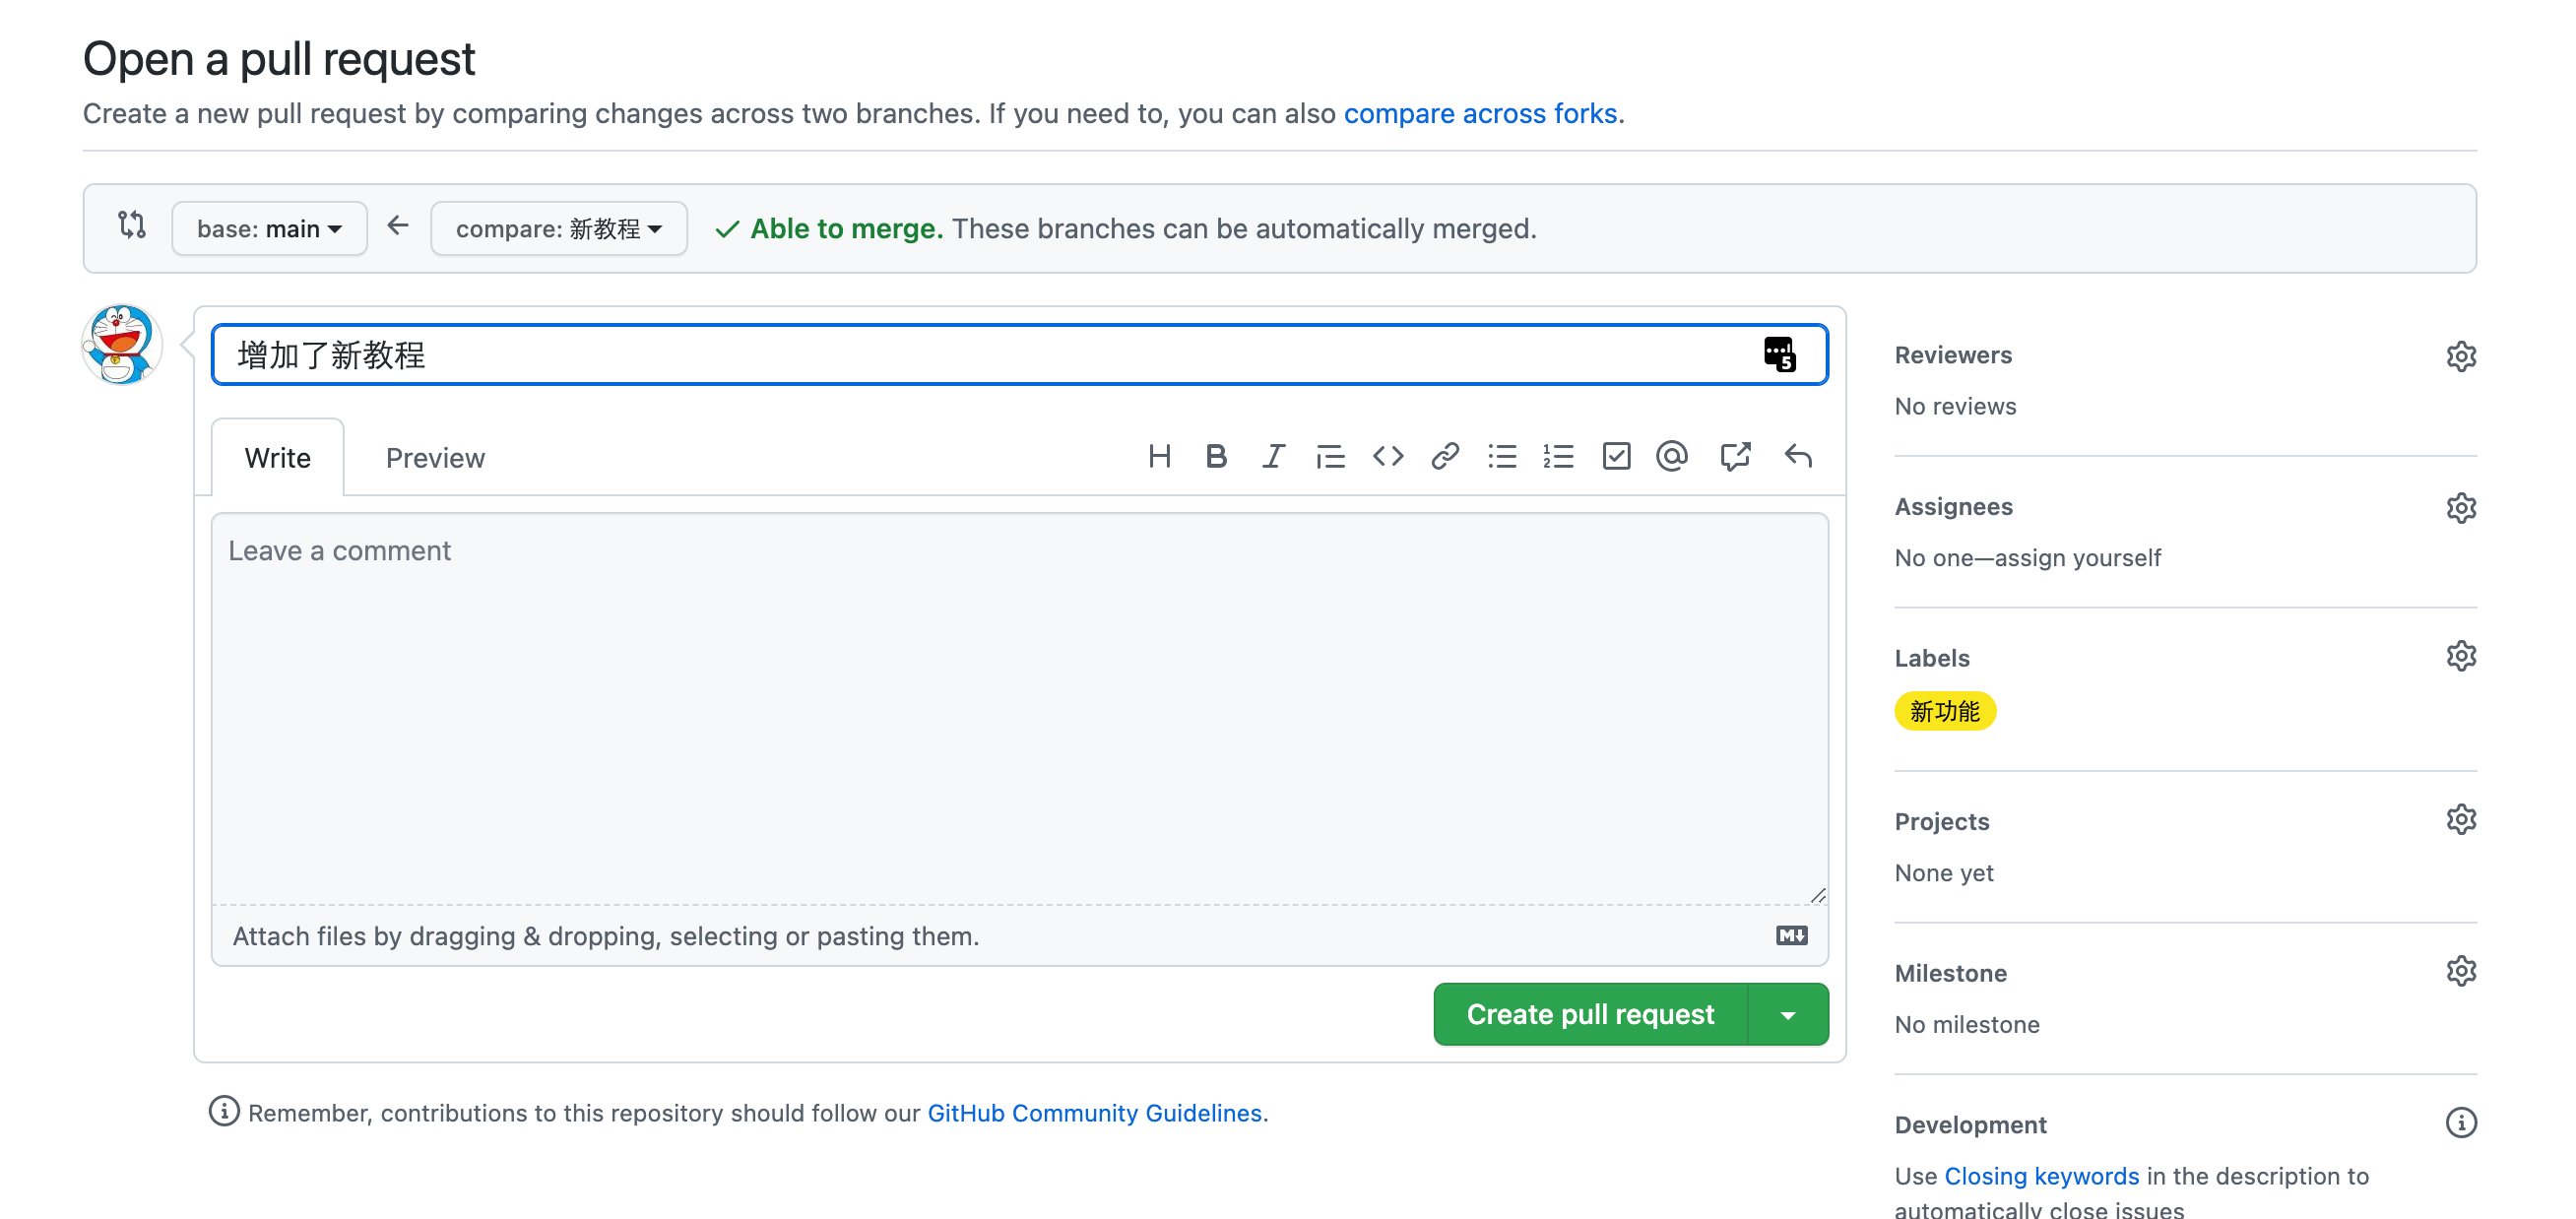 Open a pull request
Create a new pull request by comparing changes across two branches. If you need to, you can also compare across forks.
base: main
compare: 新教程
Able to merge. These branches can be automatically merged.
增加了新教程
5
Write
Preview
Leave a comment
Attach files by dragging & dropping, selecting or pasting them.
Create pull request
Remember, contributions to this repository should follow our GitHub Community Guidelines.
Reviewers
No reviews
Assignees
No one—assign yourself
Labels
新功能
Projects
None yet
Milestone
No milestone
Development
Use Closing keywords in the description to
automatically close issues